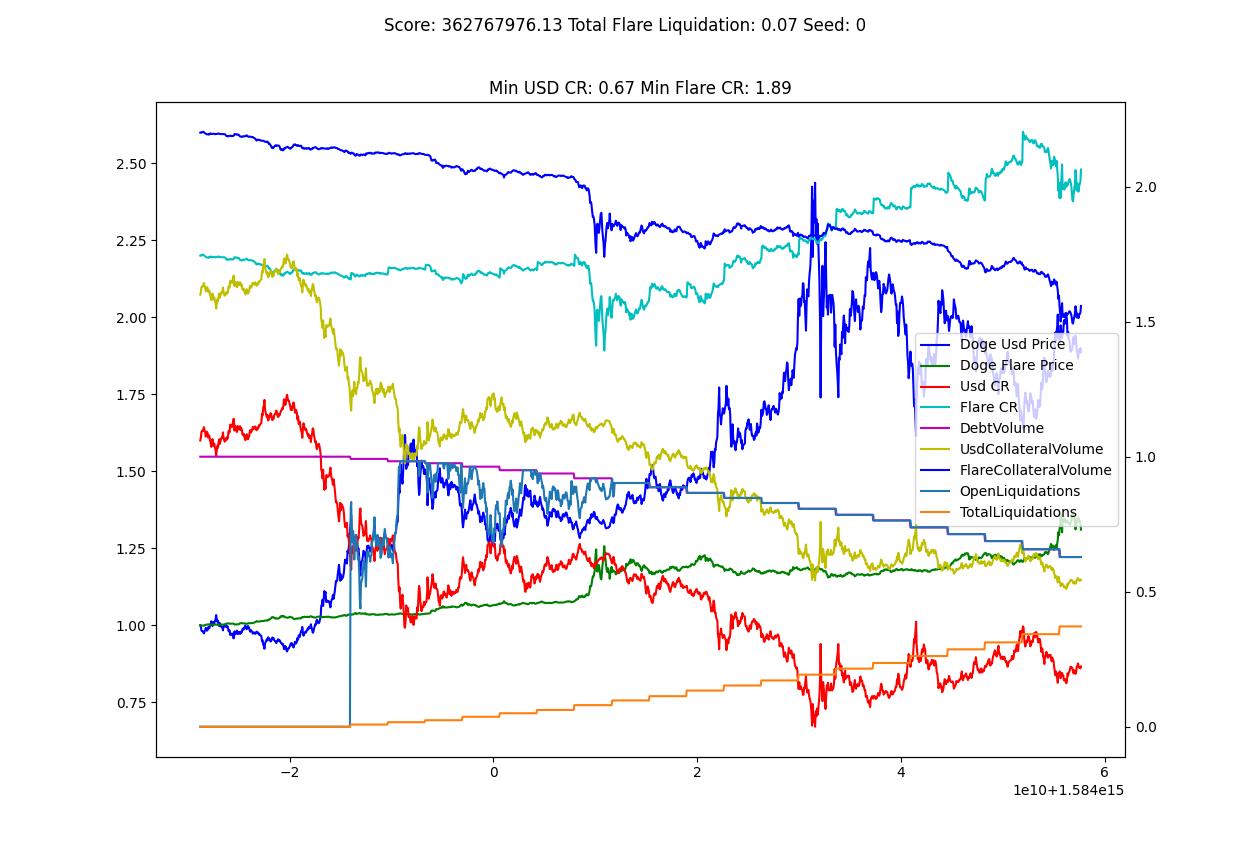 Score: 362767976.13 Total Flare Liquidation: 0.07 Seed: 0
Min USD CR: 0.67 Min Flare CR: 1.89
2.50
2.25
2.00
1.75
1.50
1.25
1.00
0.75
2.0
1.5
1.0
0.5
0.0
Doge Usd Price
Doge Flare Price
Usd CR
Flare CR
DebtVolume
UsdCollateralVolume
FlareCollateralVolume
OpenLiquidations
TotalLiquidations
−2 0 2 4 6
1e10+1.584e15